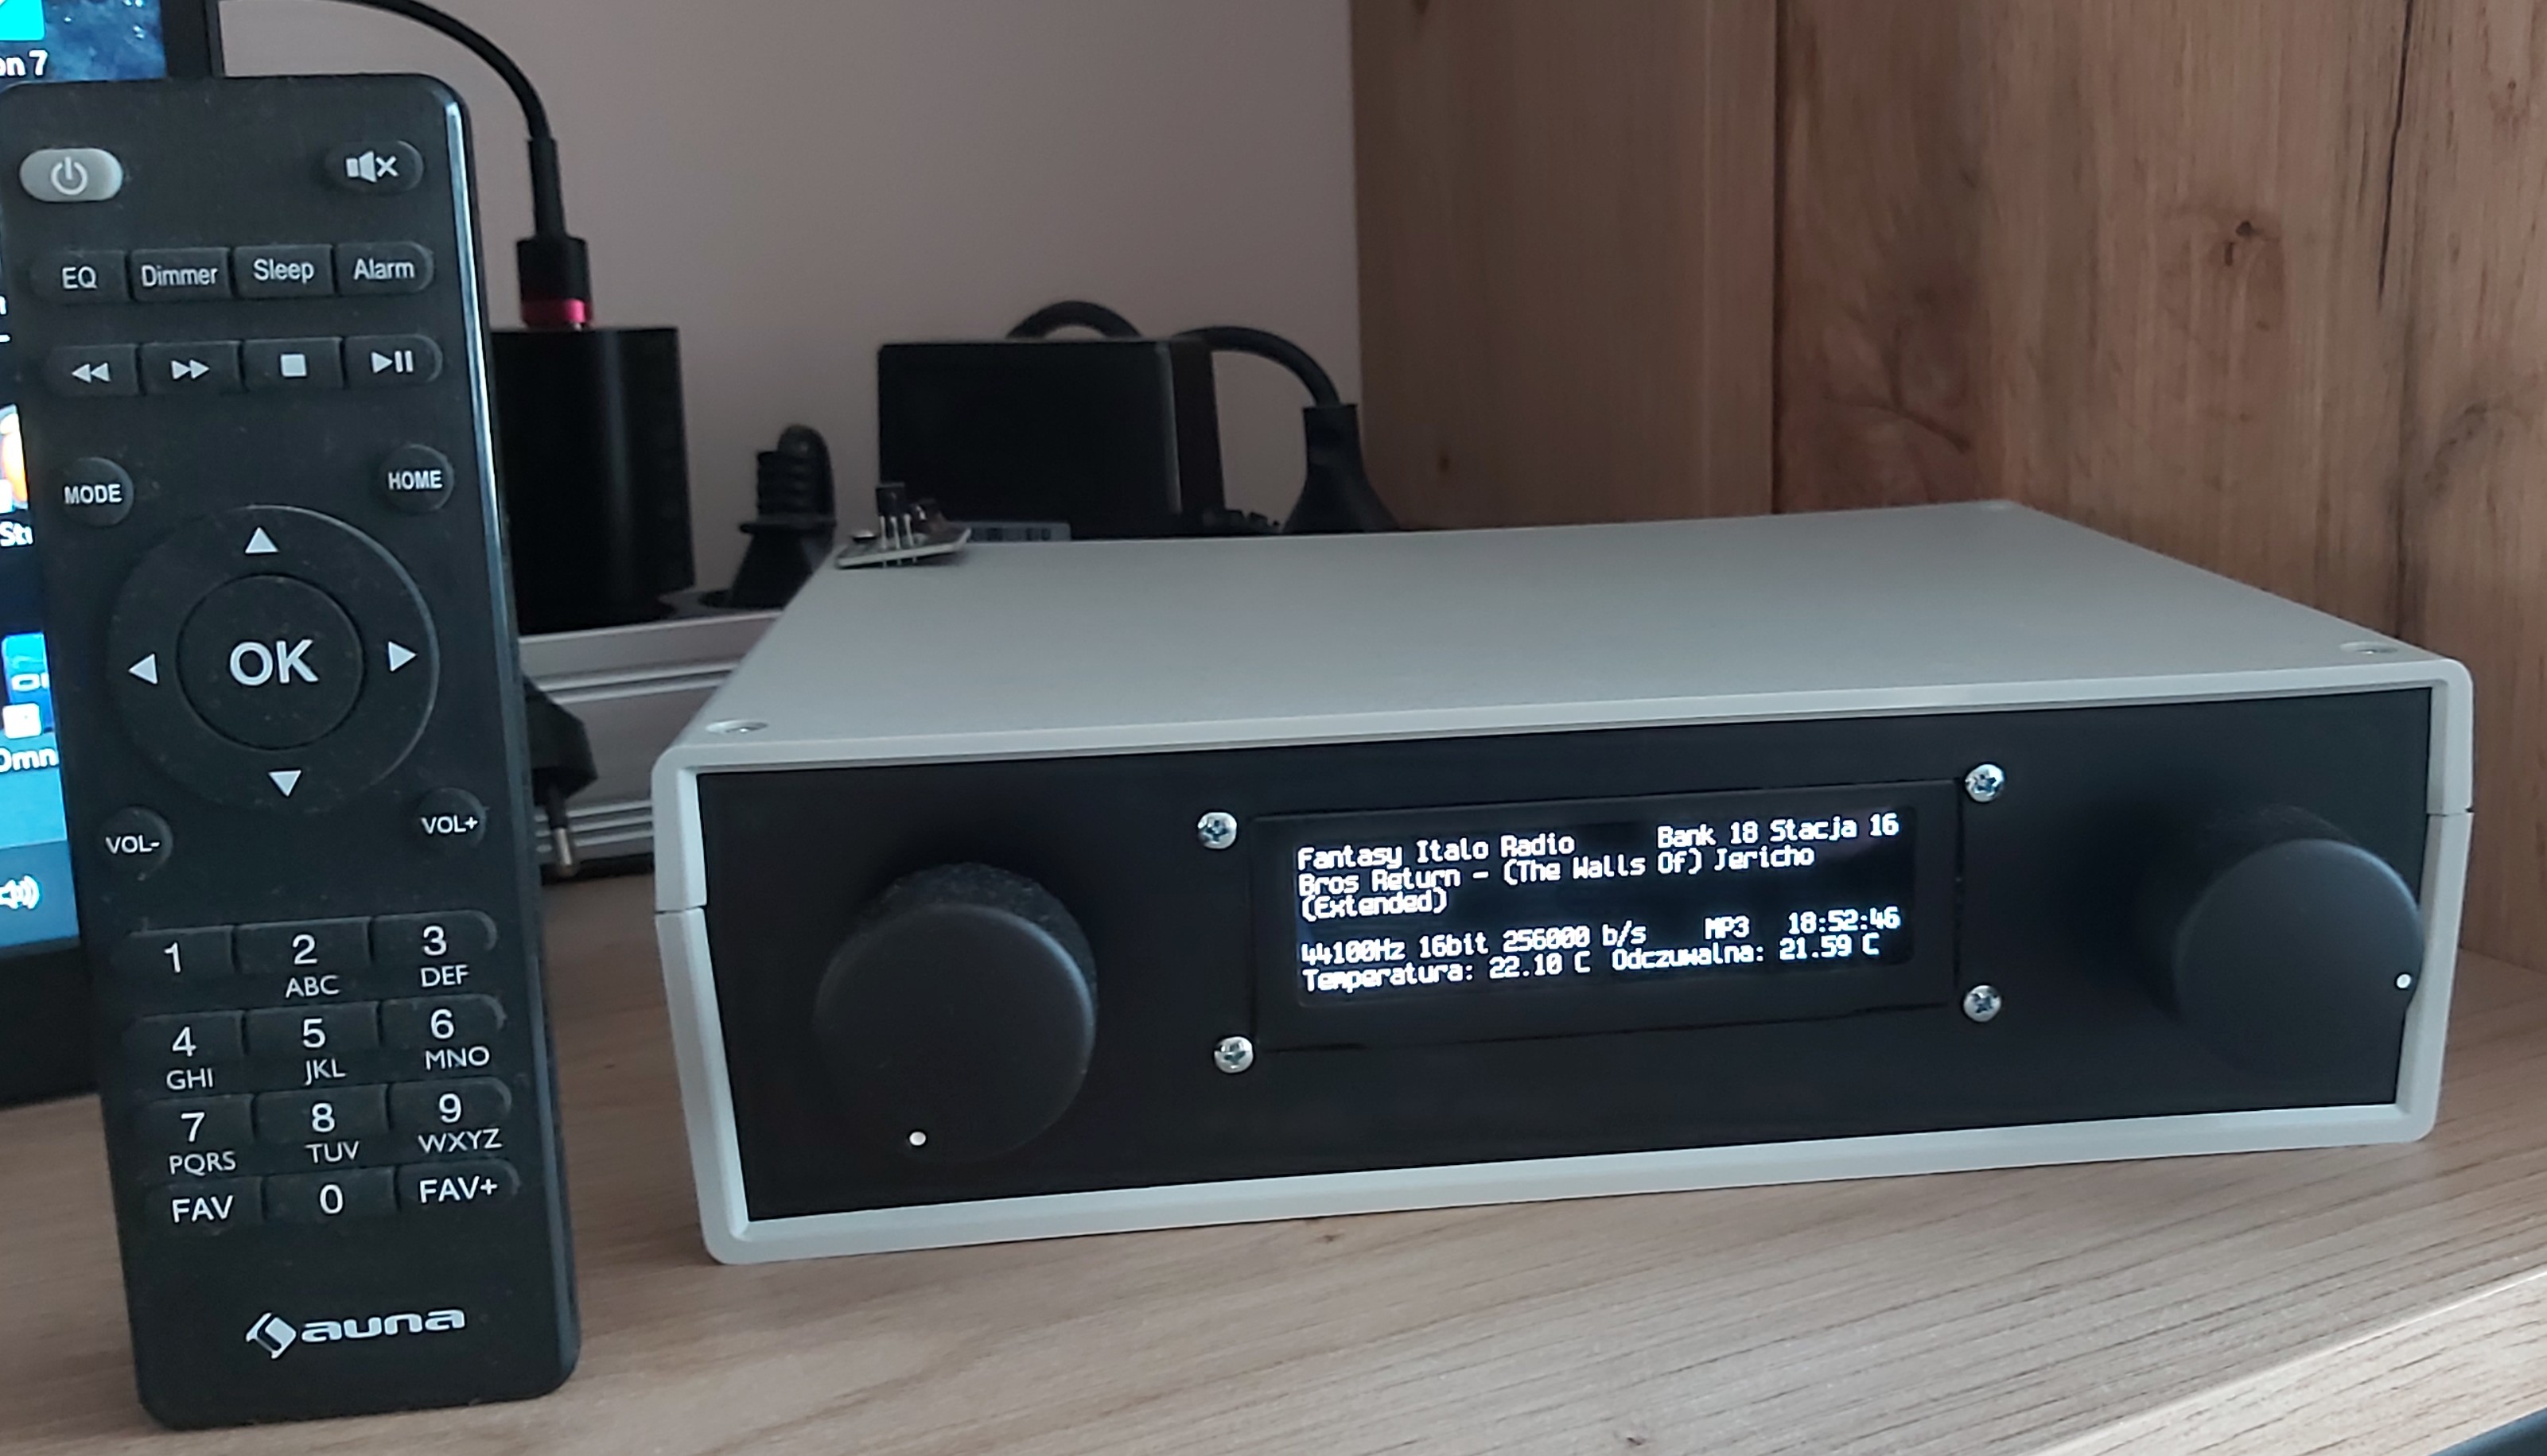 on 7
EQ Dimmer Sleep Alarm
MODE HOME
OK
VOL- VOL+
1 2 3
ABC DEF
4 5 6
GHI JKL MNO
7 8 9
PQRS TUV WXYZ
FAV 0 FAV+
auna
Fantasy Italo Radio Bank 18 Stacja 16
Bros Return - (The Walls Of) Jericho
(Extended)
44100Hz 16bit 256000 b/s MP3 18:52:46
Temperatura: 22.10 C Odczuwalna: 21.59 C